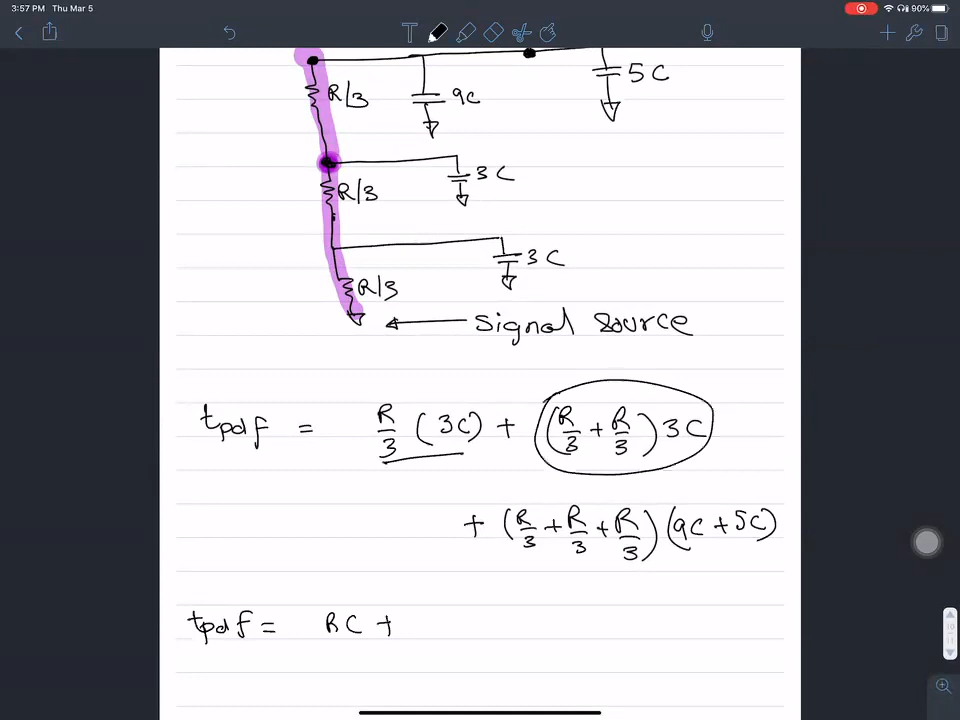 3:57 PM Thu Mar 5
90%
T
5C
R/3
9C
3C
R/3
3C
R/3
signal source
tpdf = R/3 (3C) + (R/3 + R/3) 3C
+ (R/3 + R/3 + R/3) (9C + 5C)
tpdf = RC +